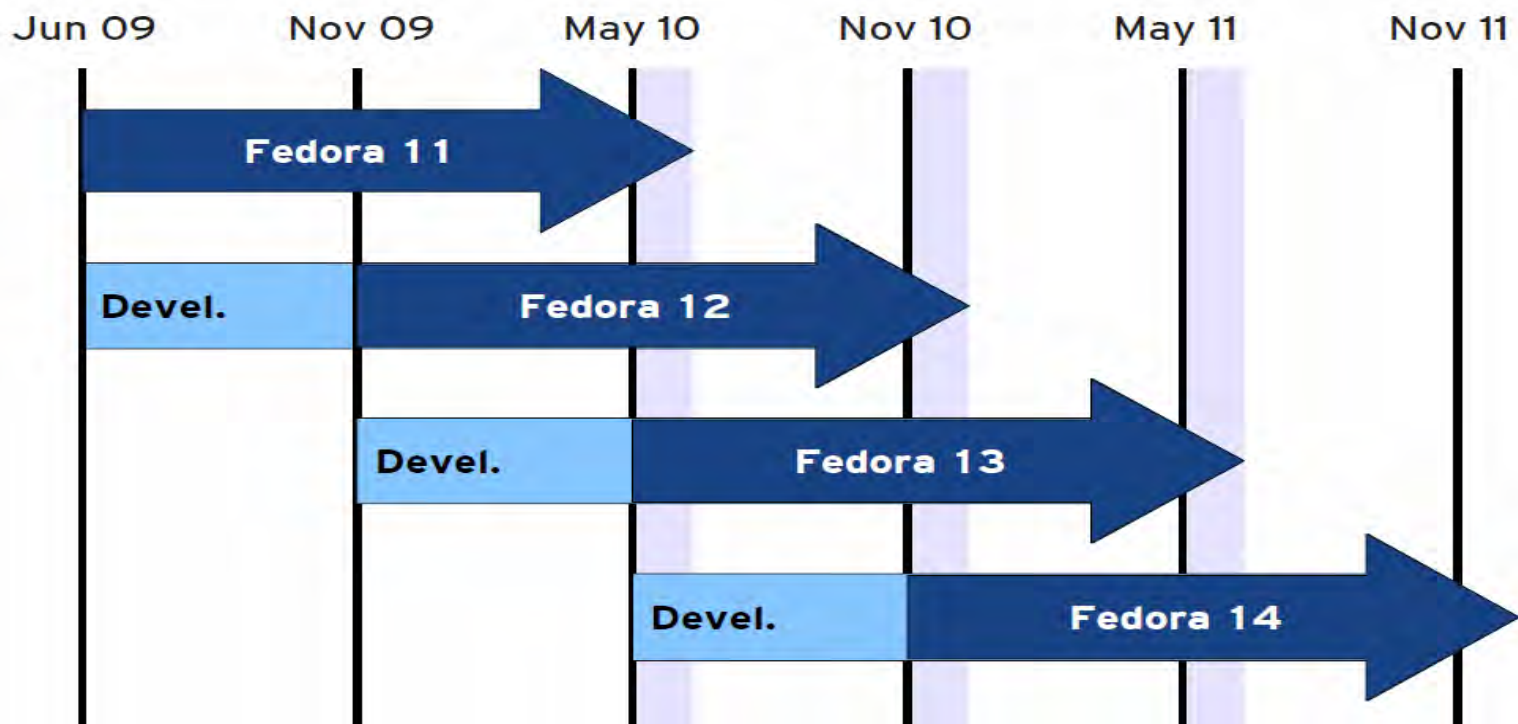 Jun 09 Nov 09 May 10 Nov 10 May 11 Nov 11
Fedora 11
Devel. Fedora 12
Devel. Fedora 13
Devel. Fedora 14